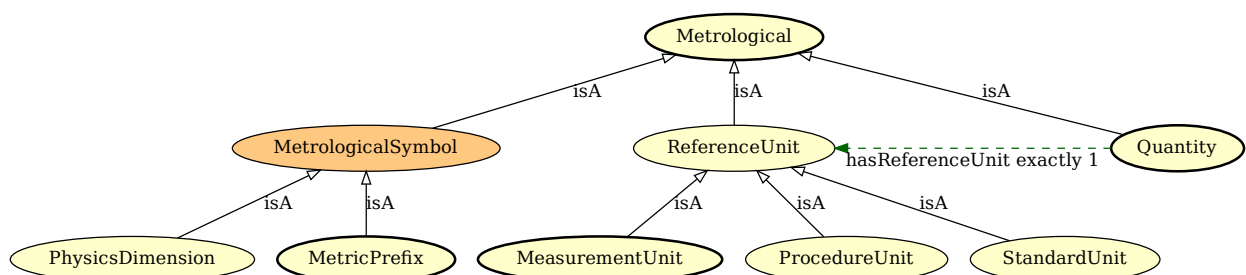 Metrological
isA
isA
isA
MetrologicalSymbol
ReferenceUnit
hasReferenceUnit exactly 1
Quantity
isA
isA
isA
isA
isA
PhysicsDimension
MetricPrefix
MeasurementUnit
ProcedureUnit
StandardUnit